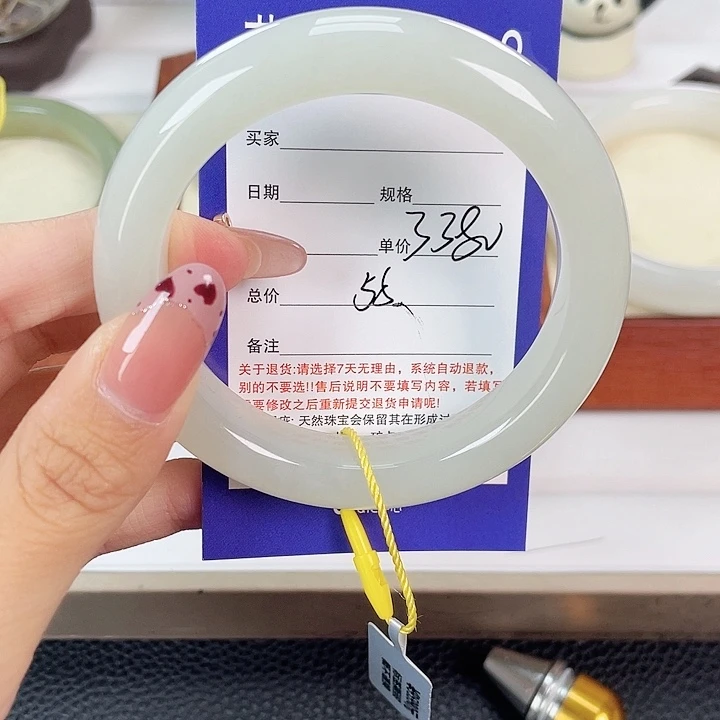 买家
日期 规格
单价 3380
总价 55
备注
关于退货:请选择7天无理由，系统自动退款，
别的不要选!!售后说明不要填写内容，若填写
要修改之后重新提交退货申请呢!
天然珠宝会保留其在形成过